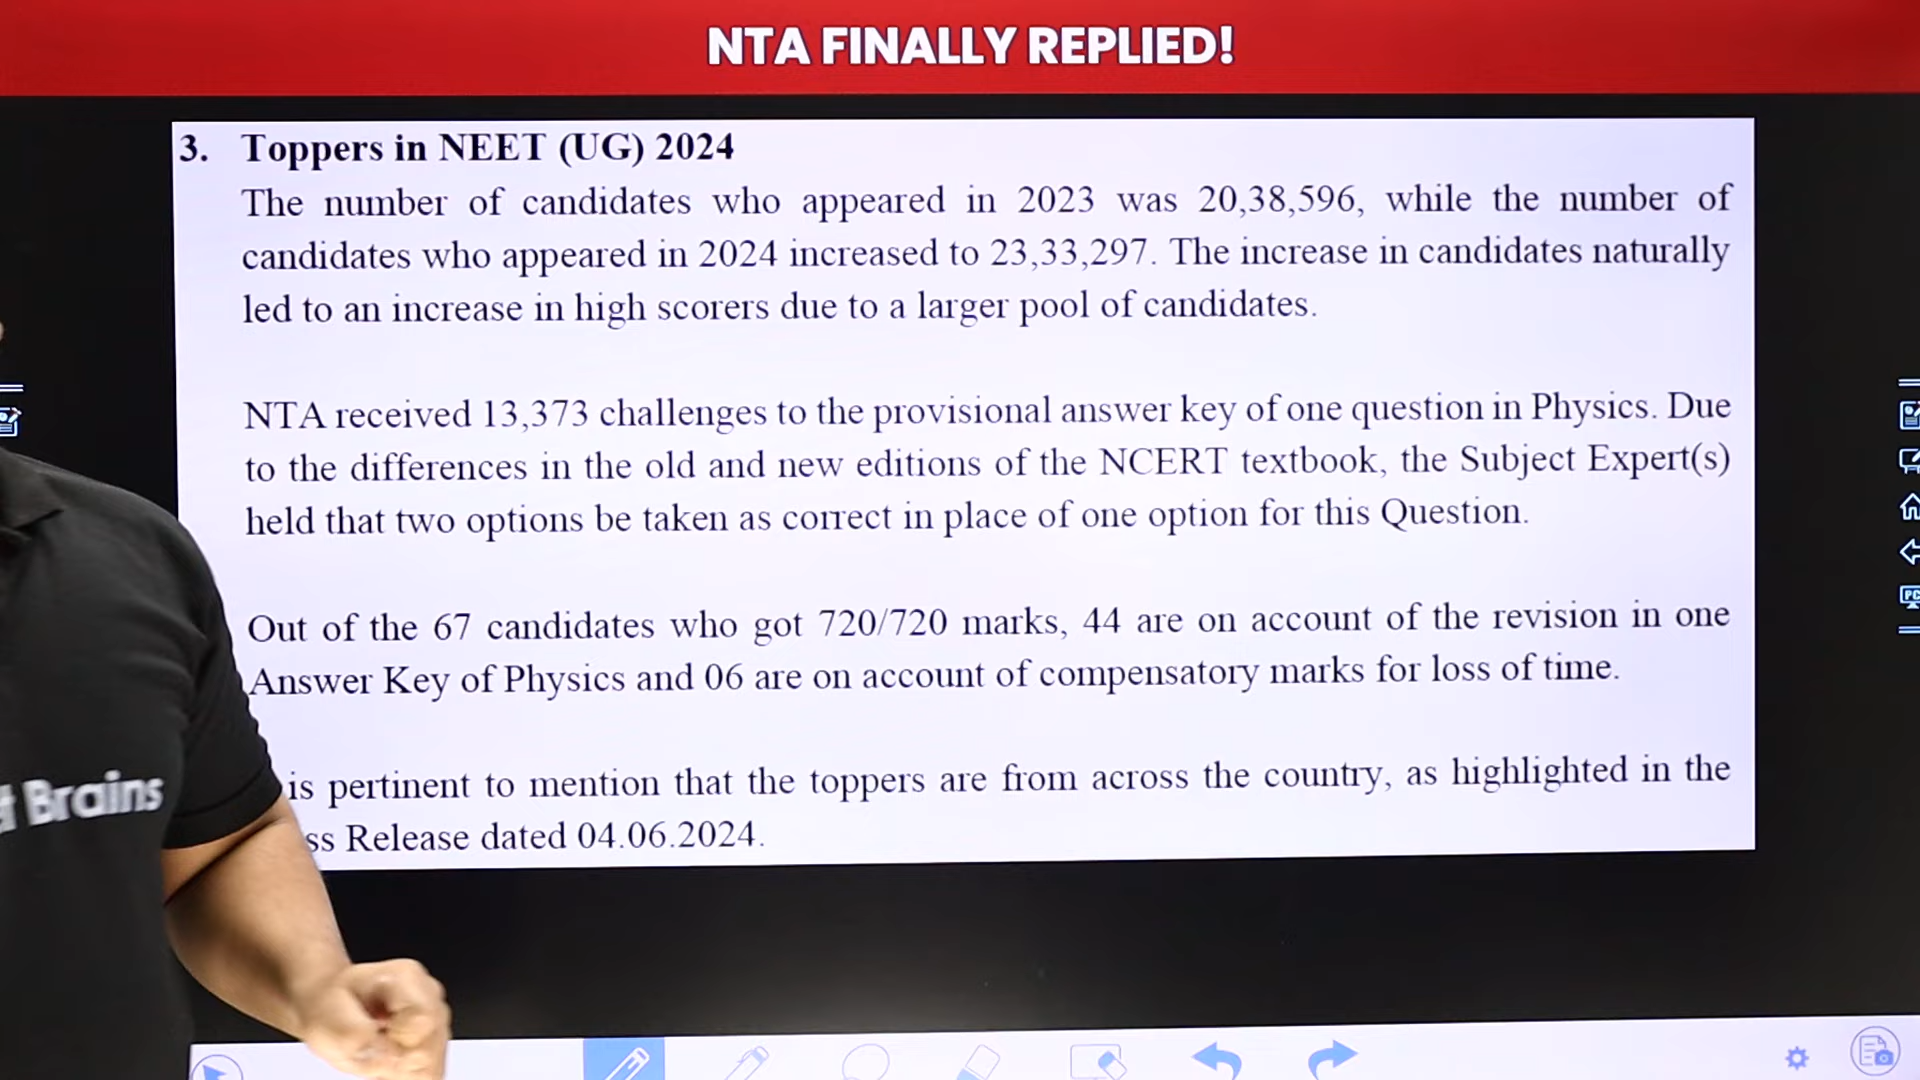 NTA FINALLY REPLIED!
3. Toppers in NEET (UG) 2024
The number of candidates who appeared in 2023 was 20,38,596, while the number of
candidates who appeared in 2024 increased to 23,33,297. The increase in candidates naturally
led to an increase in high scorers due to a larger pool of candidates.
NTA received 13,373 challenges to the provisional answer key of one question in Physics. Due
to the differences in the old and new editions of the NCERT textbook, the Subject Expert(s)
held that two options be taken as correct in place of one option for this Question.
Out of the 67 candidates who got 720/720 marks, 44 are on account of the revision in one
Answer Key of Physics and 06 are on account of compensatory marks for loss of time.
is pertinent to mention that the toppers are from across the country, as highlighted in the
ss Release dated 04.06.2024.
Brains
PC